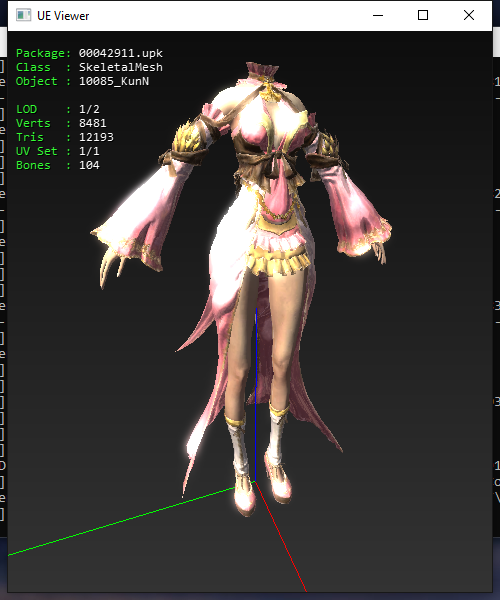 UE Viewer
Package: 00042911.upk
Class : SkeletalMesh
Object : 10085_KunN
LOD : 1/2
Verts : 8481
Tris : 12193
UV Set : 1/1
Bones : 104